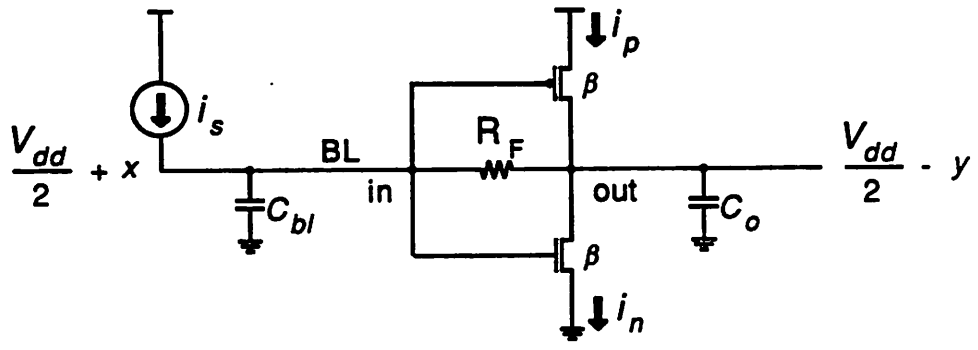 i_p
β
i_s
V_dd/2 + x
BL
R_F
V_dd/2 - y
in
out
C_bl
C_o
β
i_n